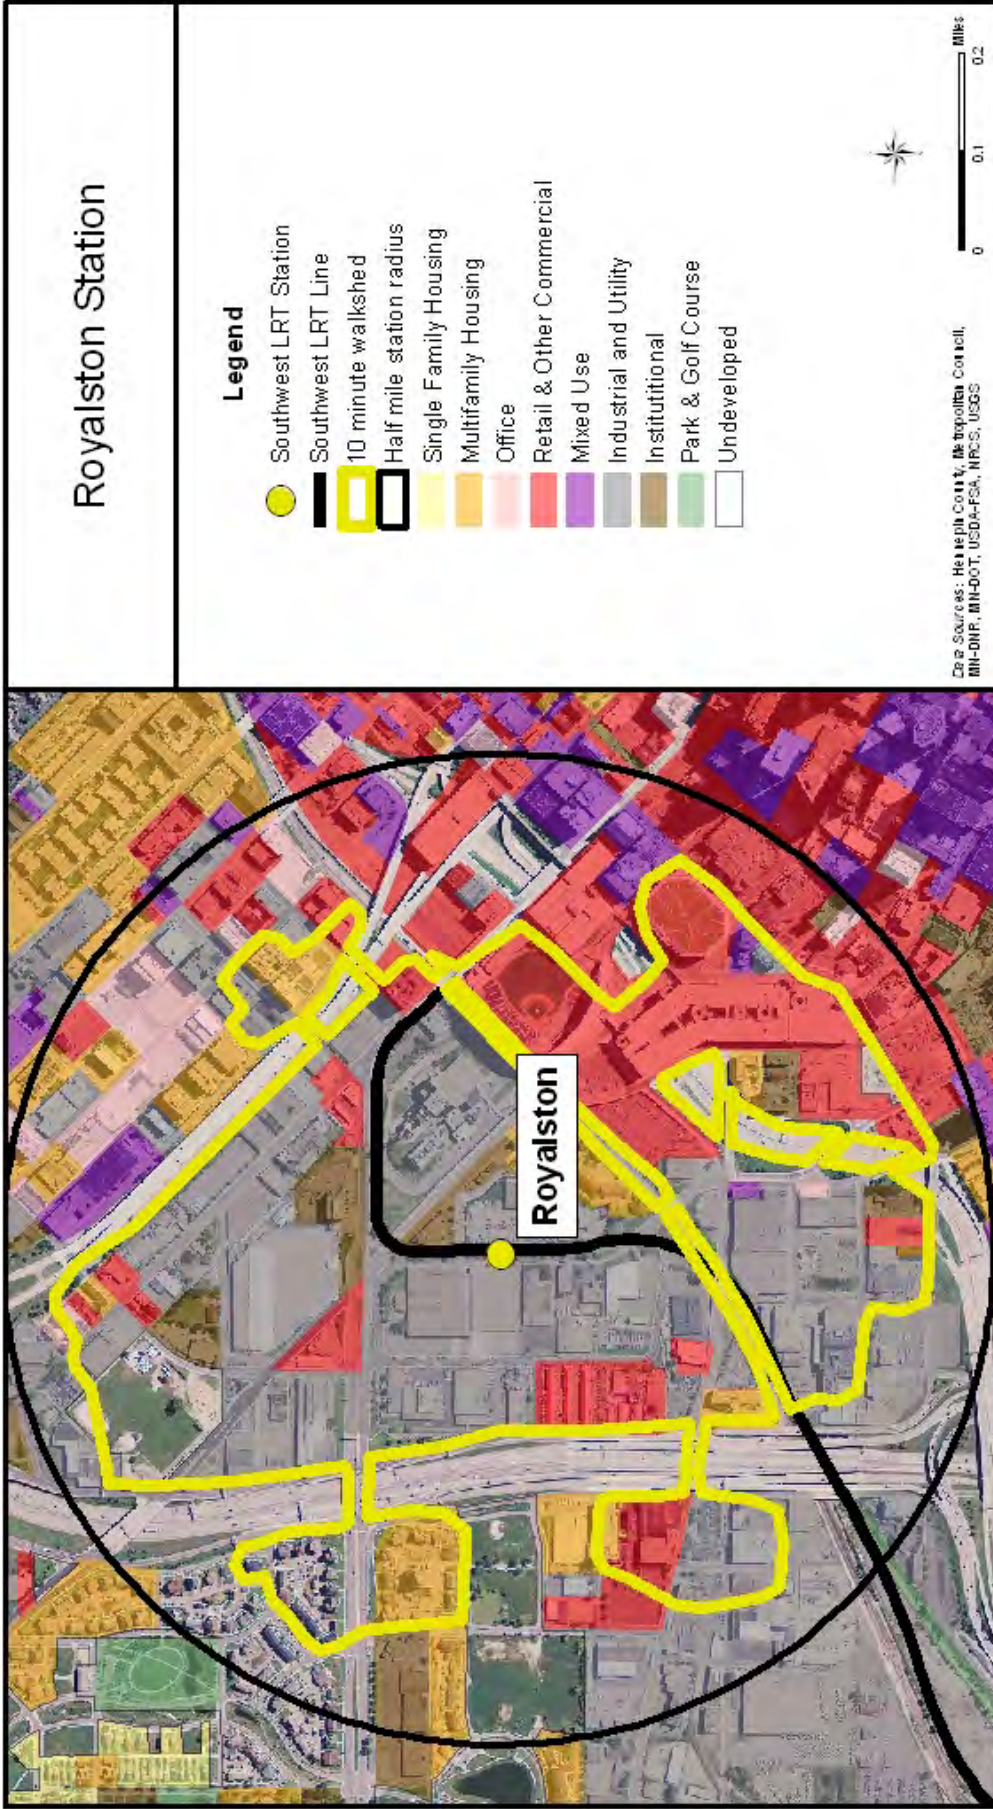 Royalston Station
Legend
Southwest LRT Station
Southwest LRT Line
10 minute walkshed
Half mile station radius
Single Family Housing
Multifamily Housing
Office
Retail & Other Commercial
Mixed Use
Industrial and Utility
Instituitional
Park & Golf Course
Undeveloped
Royalston
Data Sources: Hennepin County, Metropolitan Council,
MN-DNR, MN-DOT, USDA-FSA, NRCS, USGS
Miles
0 0.1 0.2